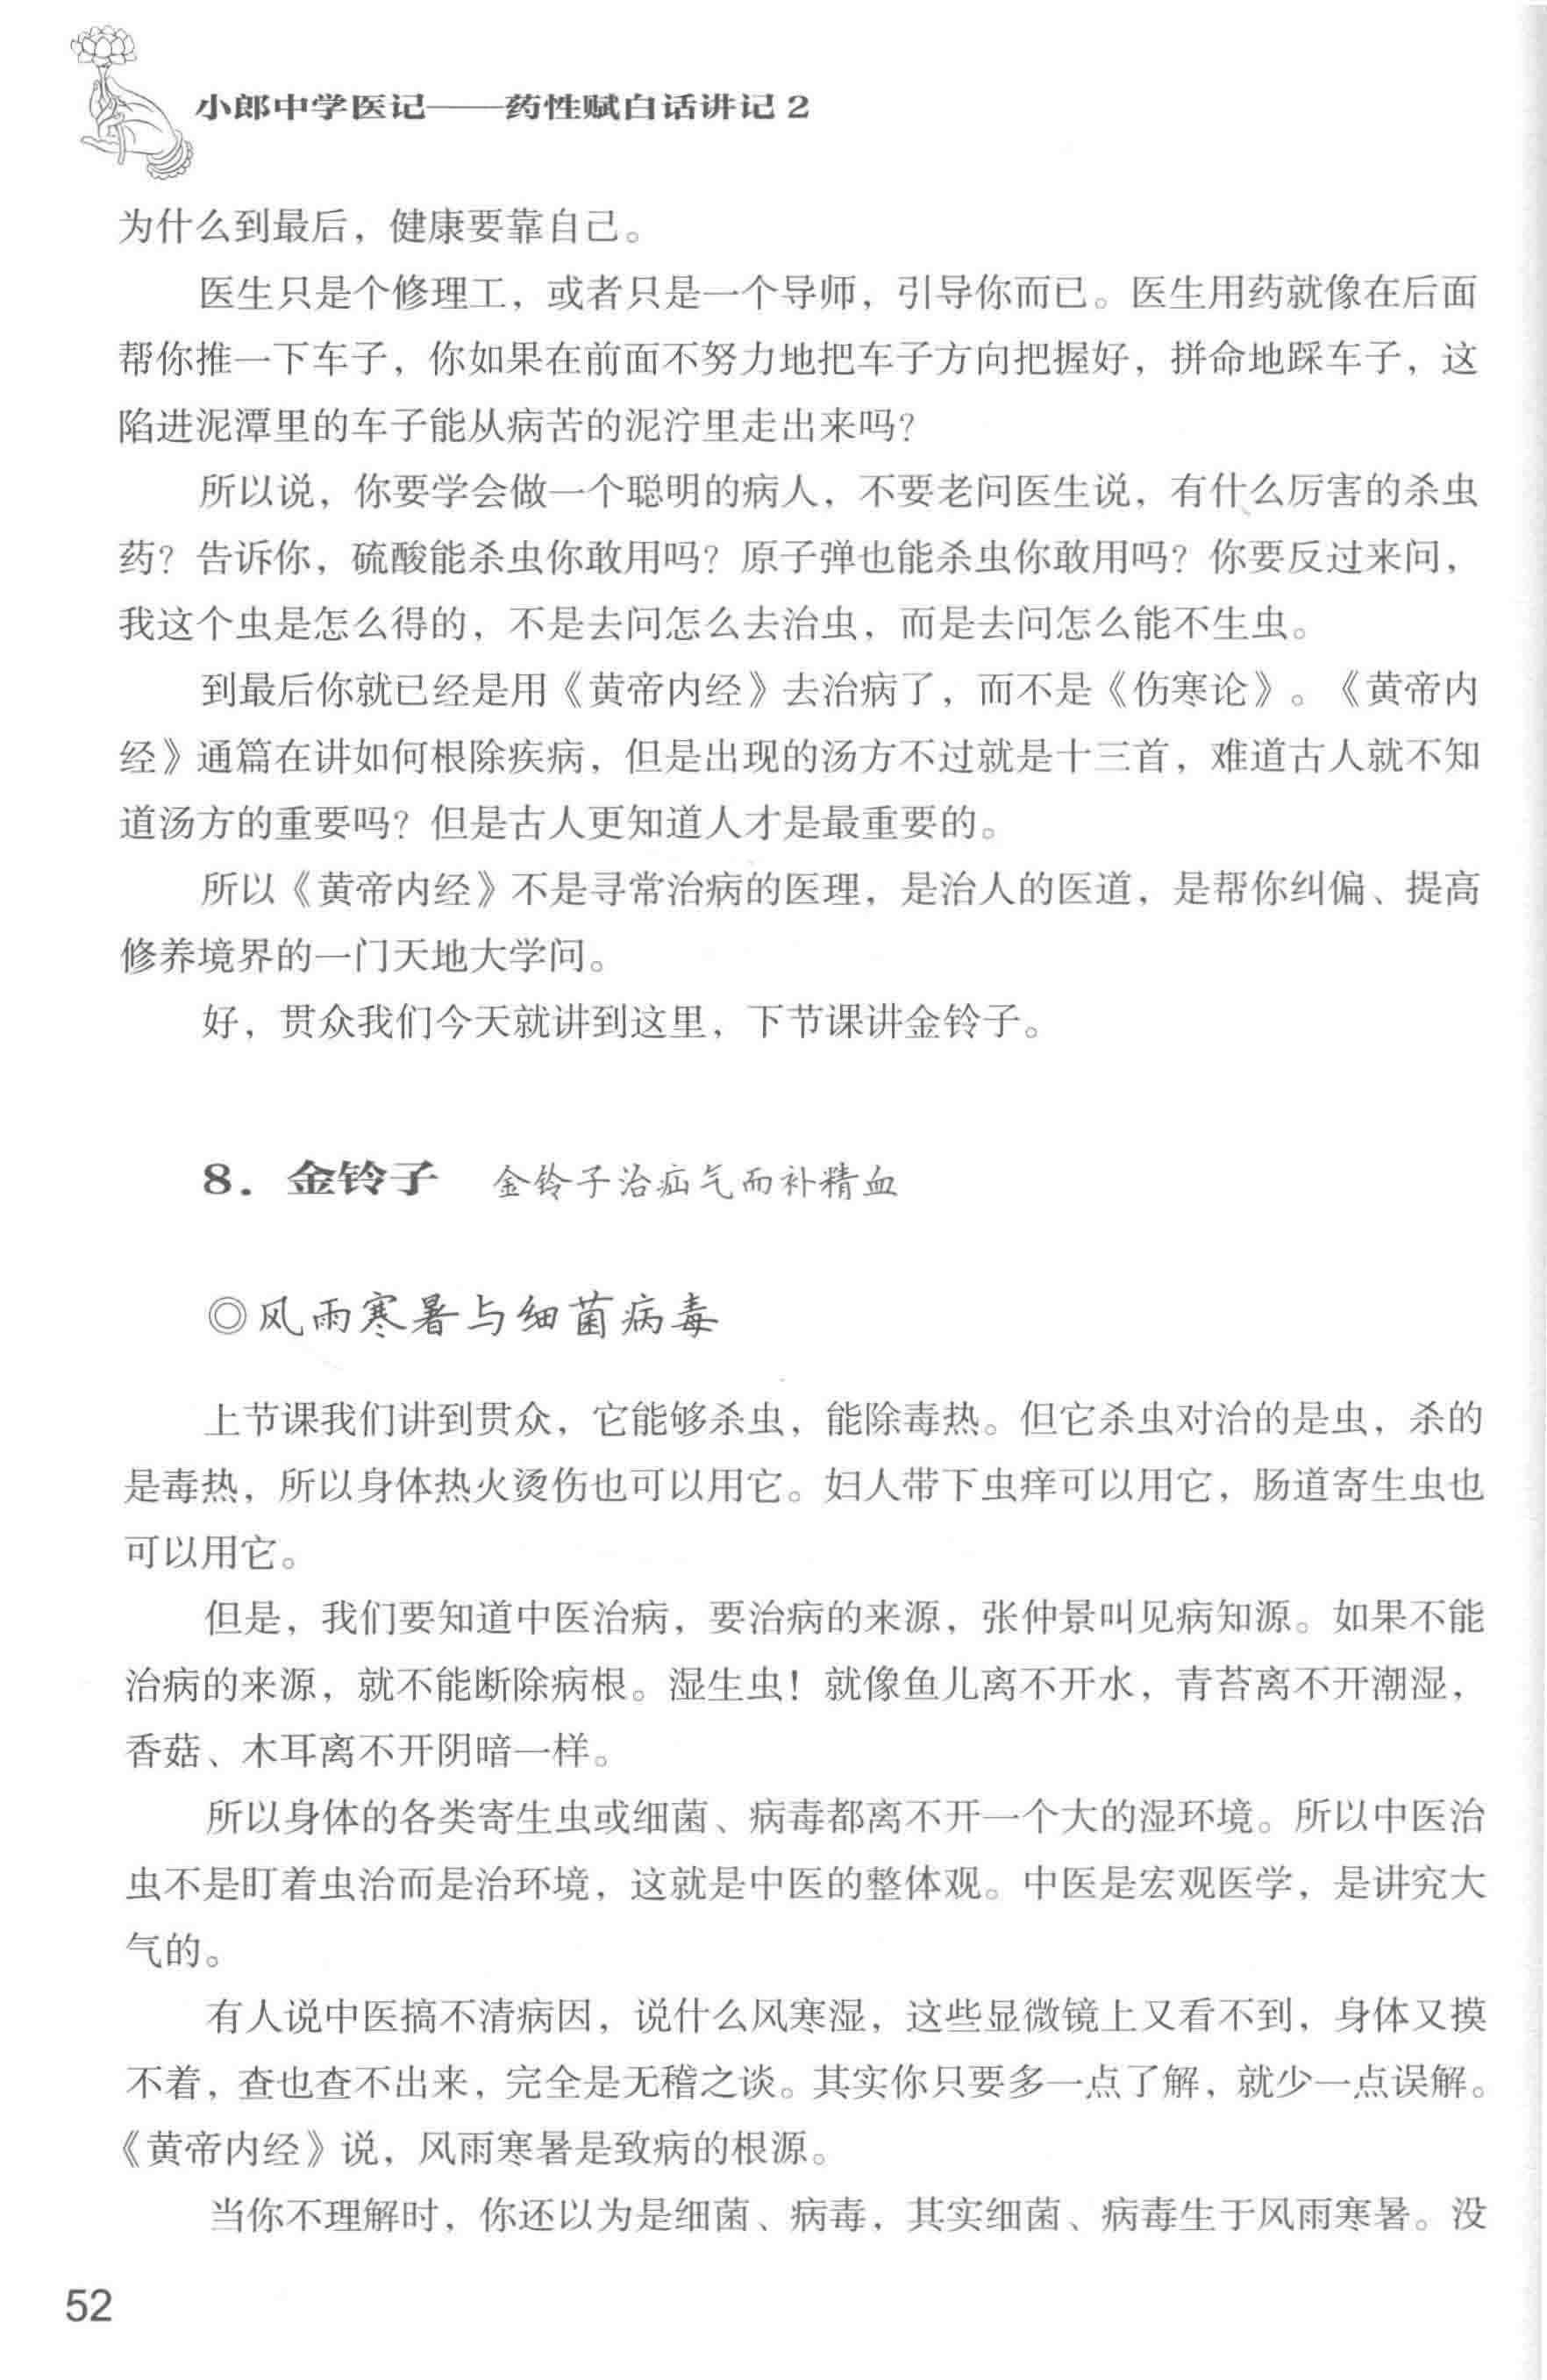 小郎中学医记——药性赋白话讲记2
为什么到最后，健康要靠自己。
医生只是个修理工，或者只是一个导师，引导你而已。医生用药就像在后面
帮你推一下车子，你如果在前面不努力地把车子方向把握好，拼命地踩车子，这
陷进泥潭里的车子能从病苦的泥泞里走出来吗？
所以说，你要学会做一个聪明的病人，不要老问医生说，有什么厉害的杀虫
药？告诉你，硫酸能杀虫你敢用吗？原子弹也能杀虫你敢用吗？你要反过来问，
我这个虫是怎么得的，不是去问怎么去治虫，而是去问怎么能不生虫。
到最后你就已经是用《黄帝内经》去治病了，而不是《伤寒论》。《黄帝内
经》通篇在讲如何根除疾病，但是出现的汤方不过就是十三首，难道古人就不知
道汤方的重要吗？但是古人更知道人才是最重要的。
所以《黄帝内经》不是寻常治病的医理，是治人的医道，是帮你纠偏、提高
修养境界的一门天地大学问。
好，贯众我们今天就讲到这里，下节课讲金铃子。
8．金铃子 金铃子治疝气而补精血
◎风雨寒暑与细菌病毒
上节课我们讲到贯众，它能够杀虫，能除毒热。但它杀虫对治的是虫，杀的
是毒热，所以身体热火烫伤也可以用它。妇人带下虫痒可以用它，肠道寄生虫也
可以用它。
但是，我们要知道中医治病，要治病的来源，张仲景叫见病知源。如果不能
治病的来源，就不能断除病根。湿生虫！就像鱼儿离不开水，青苔离不开潮湿，
香菇、木耳离不开阴暗一样。
所以身体的各类寄生虫或细菌、病毒都离不开一个大的湿环境。所以中医治
虫不是盯着虫治而是治环境，这就是中医的整体观。中医是宏观医学，是讲究大
气的。
有人说中医搞不清病因，说什么风寒湿，这些显微镜上又看不到，身体又摸
不着，查也查不出来，完全是无稽之谈。其实你只要多一点了解，就少一点误解。
《黄帝内经》说，风雨寒暑是致病的根源。
当你不理解时，你还以为是细菌、病毒，其实细菌、病毒生于风雨寒暑。没
52